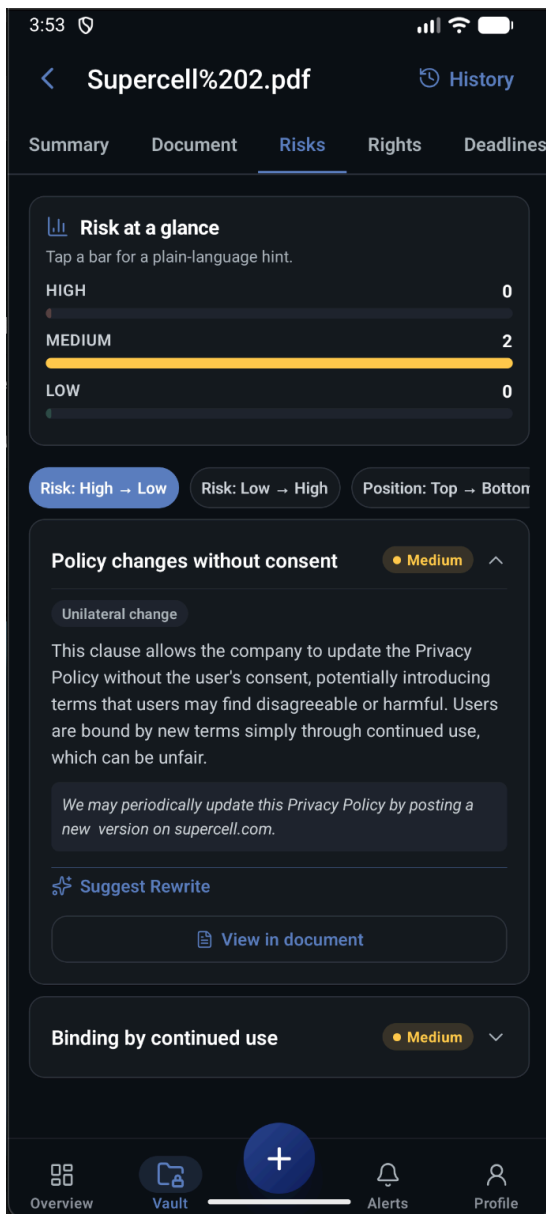 3:53
Supercell%202.pdf
History
Summary Document Risks Rights Deadlines
Risk at a glance
Tap a bar for a plain-language hint.
HIGH 0
MEDIUM 2
LOW 0
Risk: High → Low Risk: Low → High Position: Top → Bottom
Policy changes without consent Medium
Unilateral change
This clause allows the company to update the Privacy
Policy without the user's consent, potentially introducing
terms that users may find disagreeable or harmful. Users
are bound by new terms simply through continued use,
which can be unfair.
We may periodically update this Privacy Policy by posting a
new version on supercell.com.
Suggest Rewrite
View in document
Binding by continued use Medium
Overview Vault + Alerts Profile